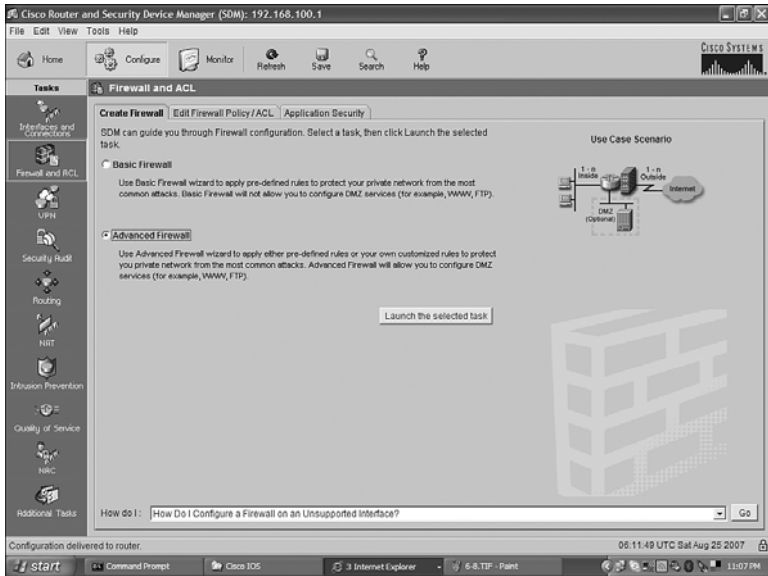 Cisco Router and Security Device Manager (SDM): 192.168.100.1
File Edit View Tools Help
Home
Configure
Monitor
Refresh
Save
Search
Help
CISCO SYSTEMS
Tasks
Firewall and ACL
Interfaces and Connections
Firewall and ACL
VPN
Security Audit
Routing
NAT
Intrusion Prevention
Quality of Service
NAC
Additional Tasks
Create Firewall
Edit Firewall Policy / ACL
Application Security
SDM can guide you through Firewall configuration. Select a task, then click Launch the selected
task.
Use Case Scenario
Basic Firewall
Use Basic Firewall wizard to apply pre-defined rules to protect your private network from the most
common attacks. Basic Firewall will not allow you to configure DMZ services (for example, WWW, FTP).
1 - n
Inside
1 - n
Outside
Internet
DMZ
(Optional)
Advanced Firewall
Use Advanced Firewall wizard to apply either pre-defined rules or your own customized rules to protect
you private network from the most common attacks. Advanced Firewall will allow you to configure DMZ
services (for example, WWW, FTP).
Launch the selected task
How do I:
How Do I Configure a Firewall on an Unsupported Interface?
Go
Configuration delivered to router.
06:11:49 UTC Sat Aug 25 2007
start
Command Prompt
Cisco IOS
3 Internet Explorer
6-8.TIF - Paint
11:07 PM